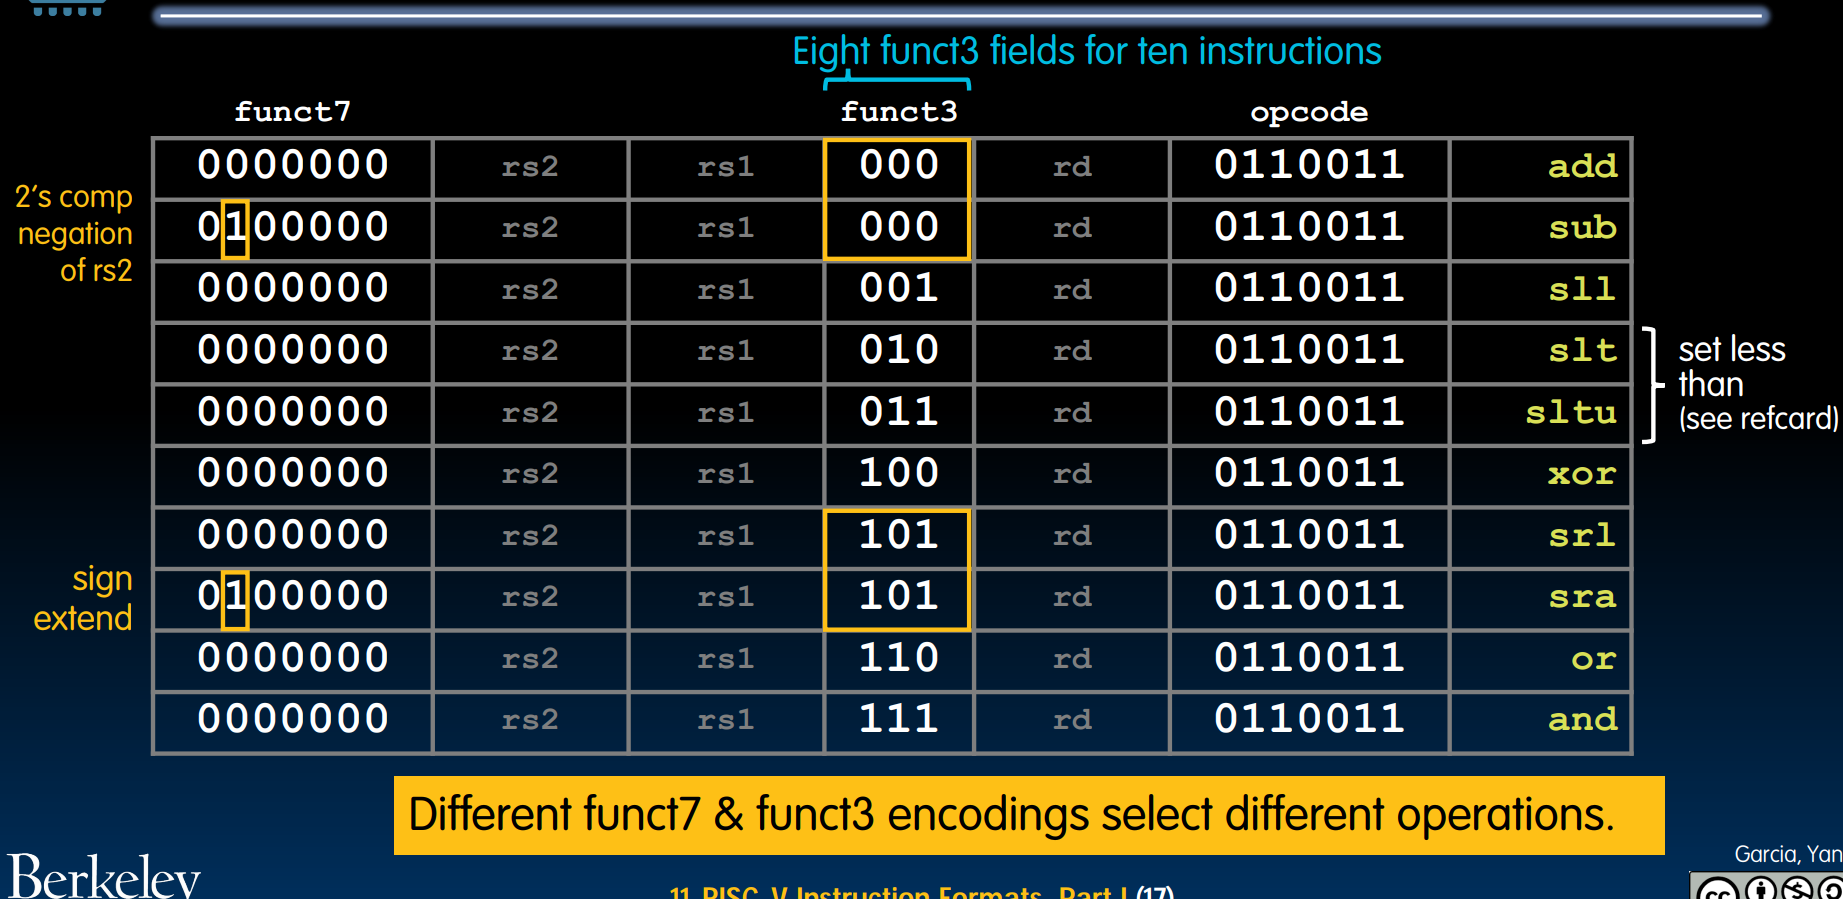 Eight funct3 fields for ten instructions
funct7 funct3 opcode
0000000 rs2 rs1 000 rd 0110011 add
2's comp
negation
of rs2
0100000 rs2 rs1 000 rd 0110011 sub
0000000 rs2 rs1 001 rd 0110011 sll
0000000 rs2 rs1 010 rd 0110011 slt
0000000 rs2 rs1 011 rd 0110011 sltu
set less
than
(see refcard)
0000000 rs2 rs1 100 rd 0110011 xor
0000000 rs2 rs1 101 rd 0110011 srl
sign
extend
0100000 rs2 rs1 101 rd 0110011 sra
0000000 rs2 rs1 110 rd 0110011 or
0000000 rs2 rs1 111 rd 0110011 and
Different funct7 & funct3 encodings select different operations.
Garcia, Yan
Berkeley
11 RISC-V Instruction Formats, Part I (17)
cc